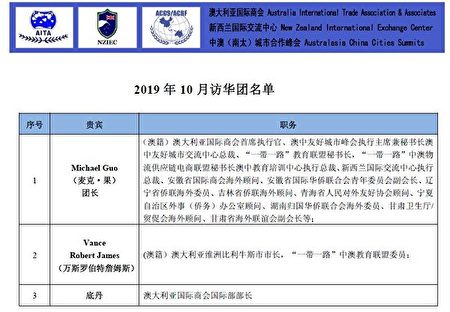 AITA
NZIEC
ACCS/ACRF
澳大利亚国际商会 Australia International Trade Association & Associates
新西兰国际交流中心 New Zealand International Exchange Center
中澳（南太）城市合作峰会 Australasia China Cities Summits
2019 年 10 月访华团名单
序号 贵宾 职务
1
Michael Guo
（麦克·果）
团长
（澳籍）澳大利亚国际商会首席执行官、澳中友好城市峰会执行主席兼秘书长澳
中友好城市交流中心总裁、“一带一路”教育联盟秘书长，“一带一路”中澳物
流供应链电商联盟秘书长澳中教育培训中心执行总裁、新西兰国际交流中心执行
总裁、安徽省国际商会海外顾问、安徽省国际华侨联合会青年委员会副会长、辽
宁省侨联海外委员、吉林省侨联海外顾问、青海省人民对外友好协会顾问、宁夏
自治区外事（侨务）办公室顾问、湖南归国华侨联合会海外委员、甘肃卫生厅/
贸促会海外顾问、甘肃省海外联谊会副会长等；
2
Vance
Robert James
（万斯罗伯特詹姆斯）
(澳籍）澳大利亚维洲比利牛斯市市长，“一带一路”中澳教育联盟委员；
3 底丹 澳大利亚国际商会国际部部长